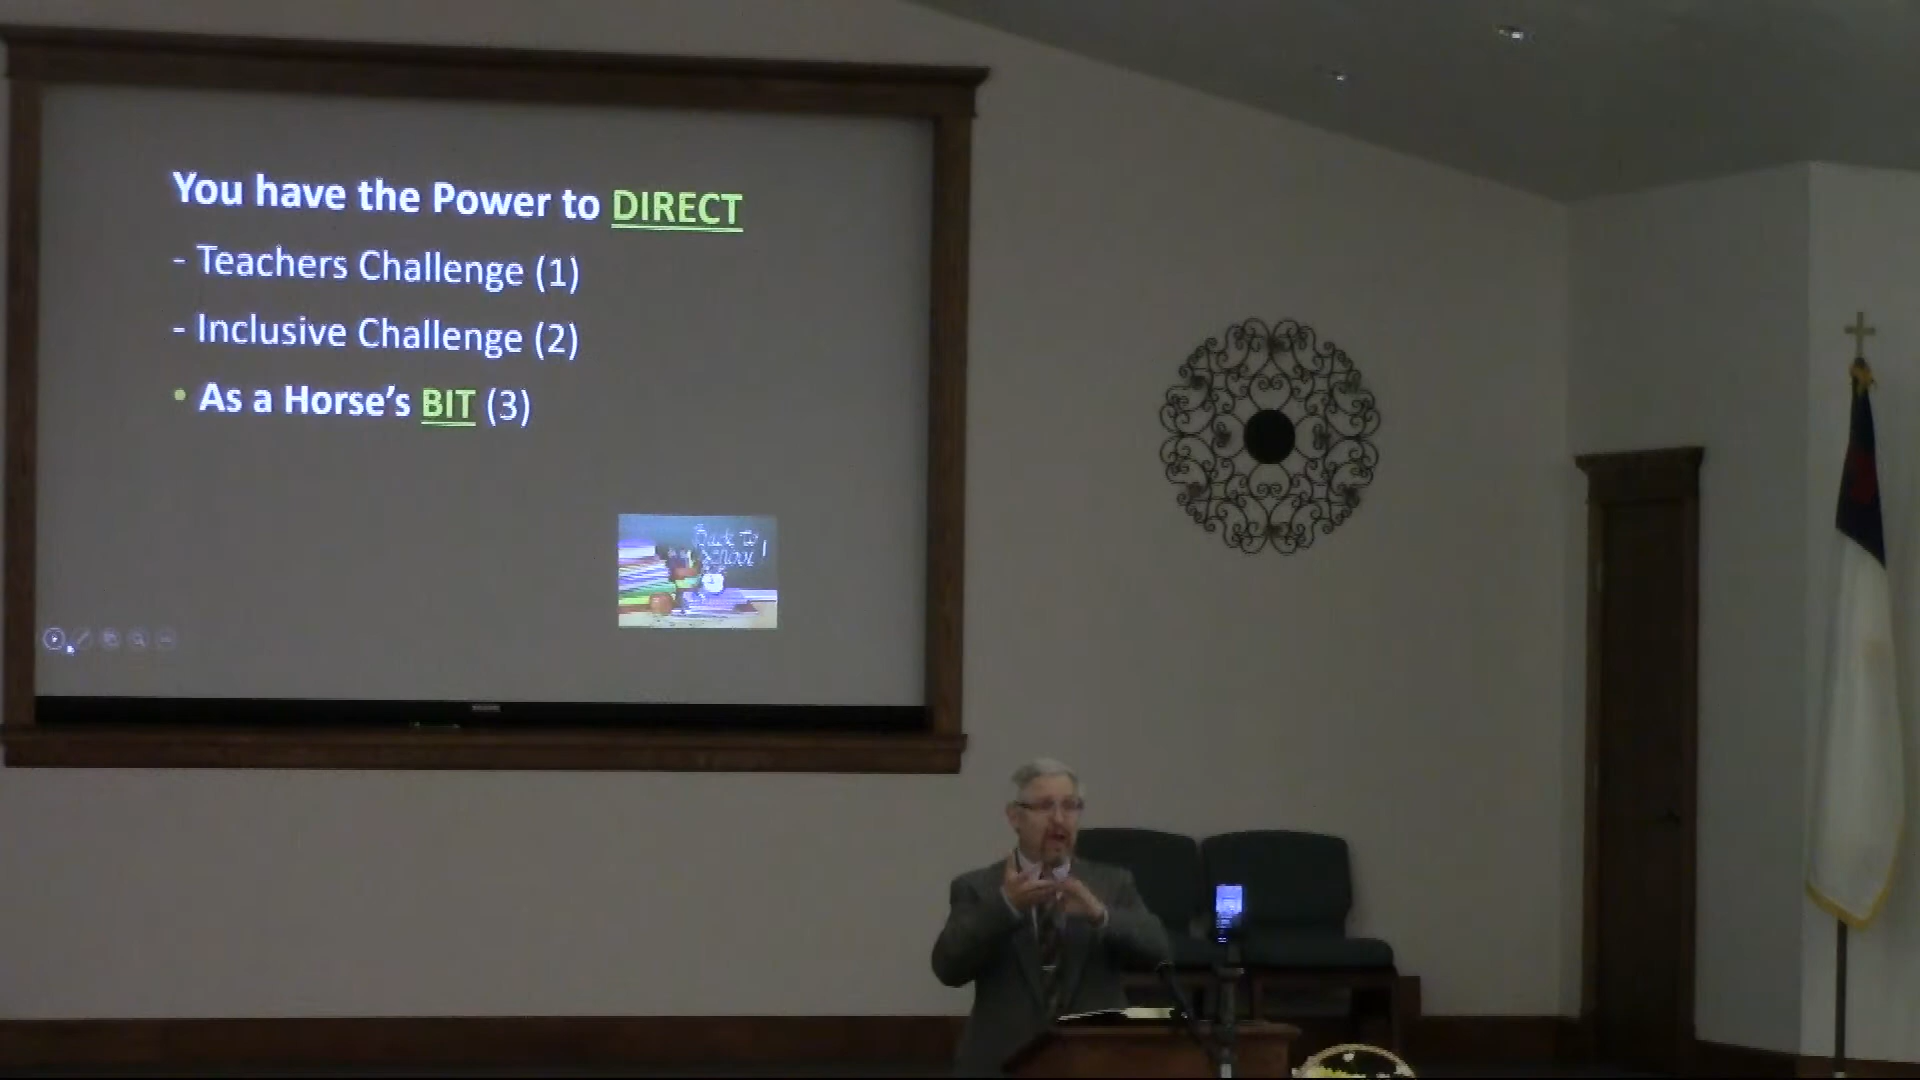 You have the Power to DIRECT
- Teachers Challenge (1)
- Inclusive Challenge (2)
• As a Horse's BIT (3)
Back to
SCHOOL!